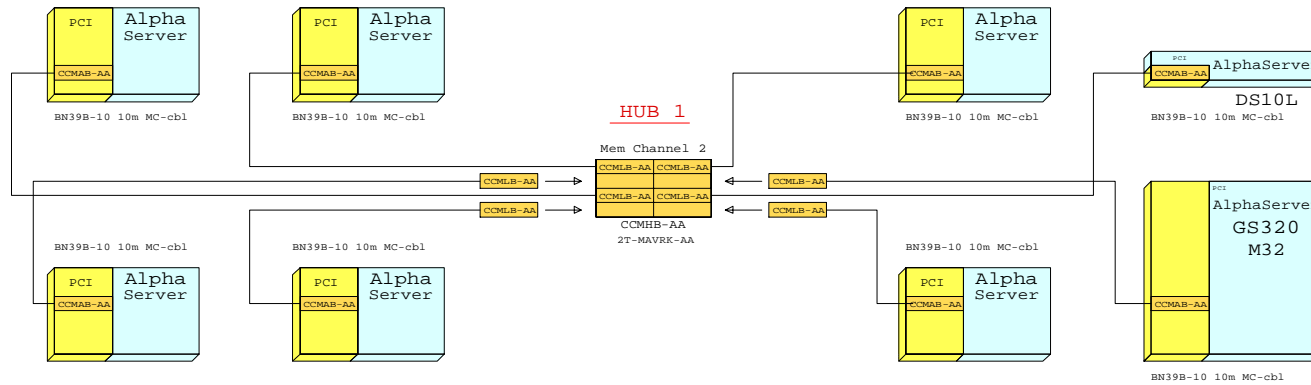 PCI Alpha
Server
CCMAB-AA
BN39B-10 10m MC-cbl
PCI Alpha
Server
CCMAB-AA
BN39B-10 10m MC-cbl
PCI Alpha
Server
CCMAB-AA
BN39B-10 10m MC-cbl
PCI
AlphaServer
CCMAB-AA
DS10L
BN39B-10 10m MC-cbl
HUB 1
Mem Channel 2
CCMLB-AA CCMLB-AA
CCMLB-AA CCMLB-AA
CCMLB-AA CCMLB-AA
CCMLB-AA CCMLB-AA
CCMHB-AA
2T-MAVRK-AA
BN39B-10 10m MC-cbl
PCI Alpha
Server
CCMAB-AA
BN39B-10 10m MC-cbl
PCI Alpha
Server
CCMAB-AA
BN39B-10 10m MC-cbl
PCI Alpha
Server
CCMAB-AA
PCI
AlphaServer
GS320
M32
CCMAB-AA
BN39B-10 10m MC-cbl